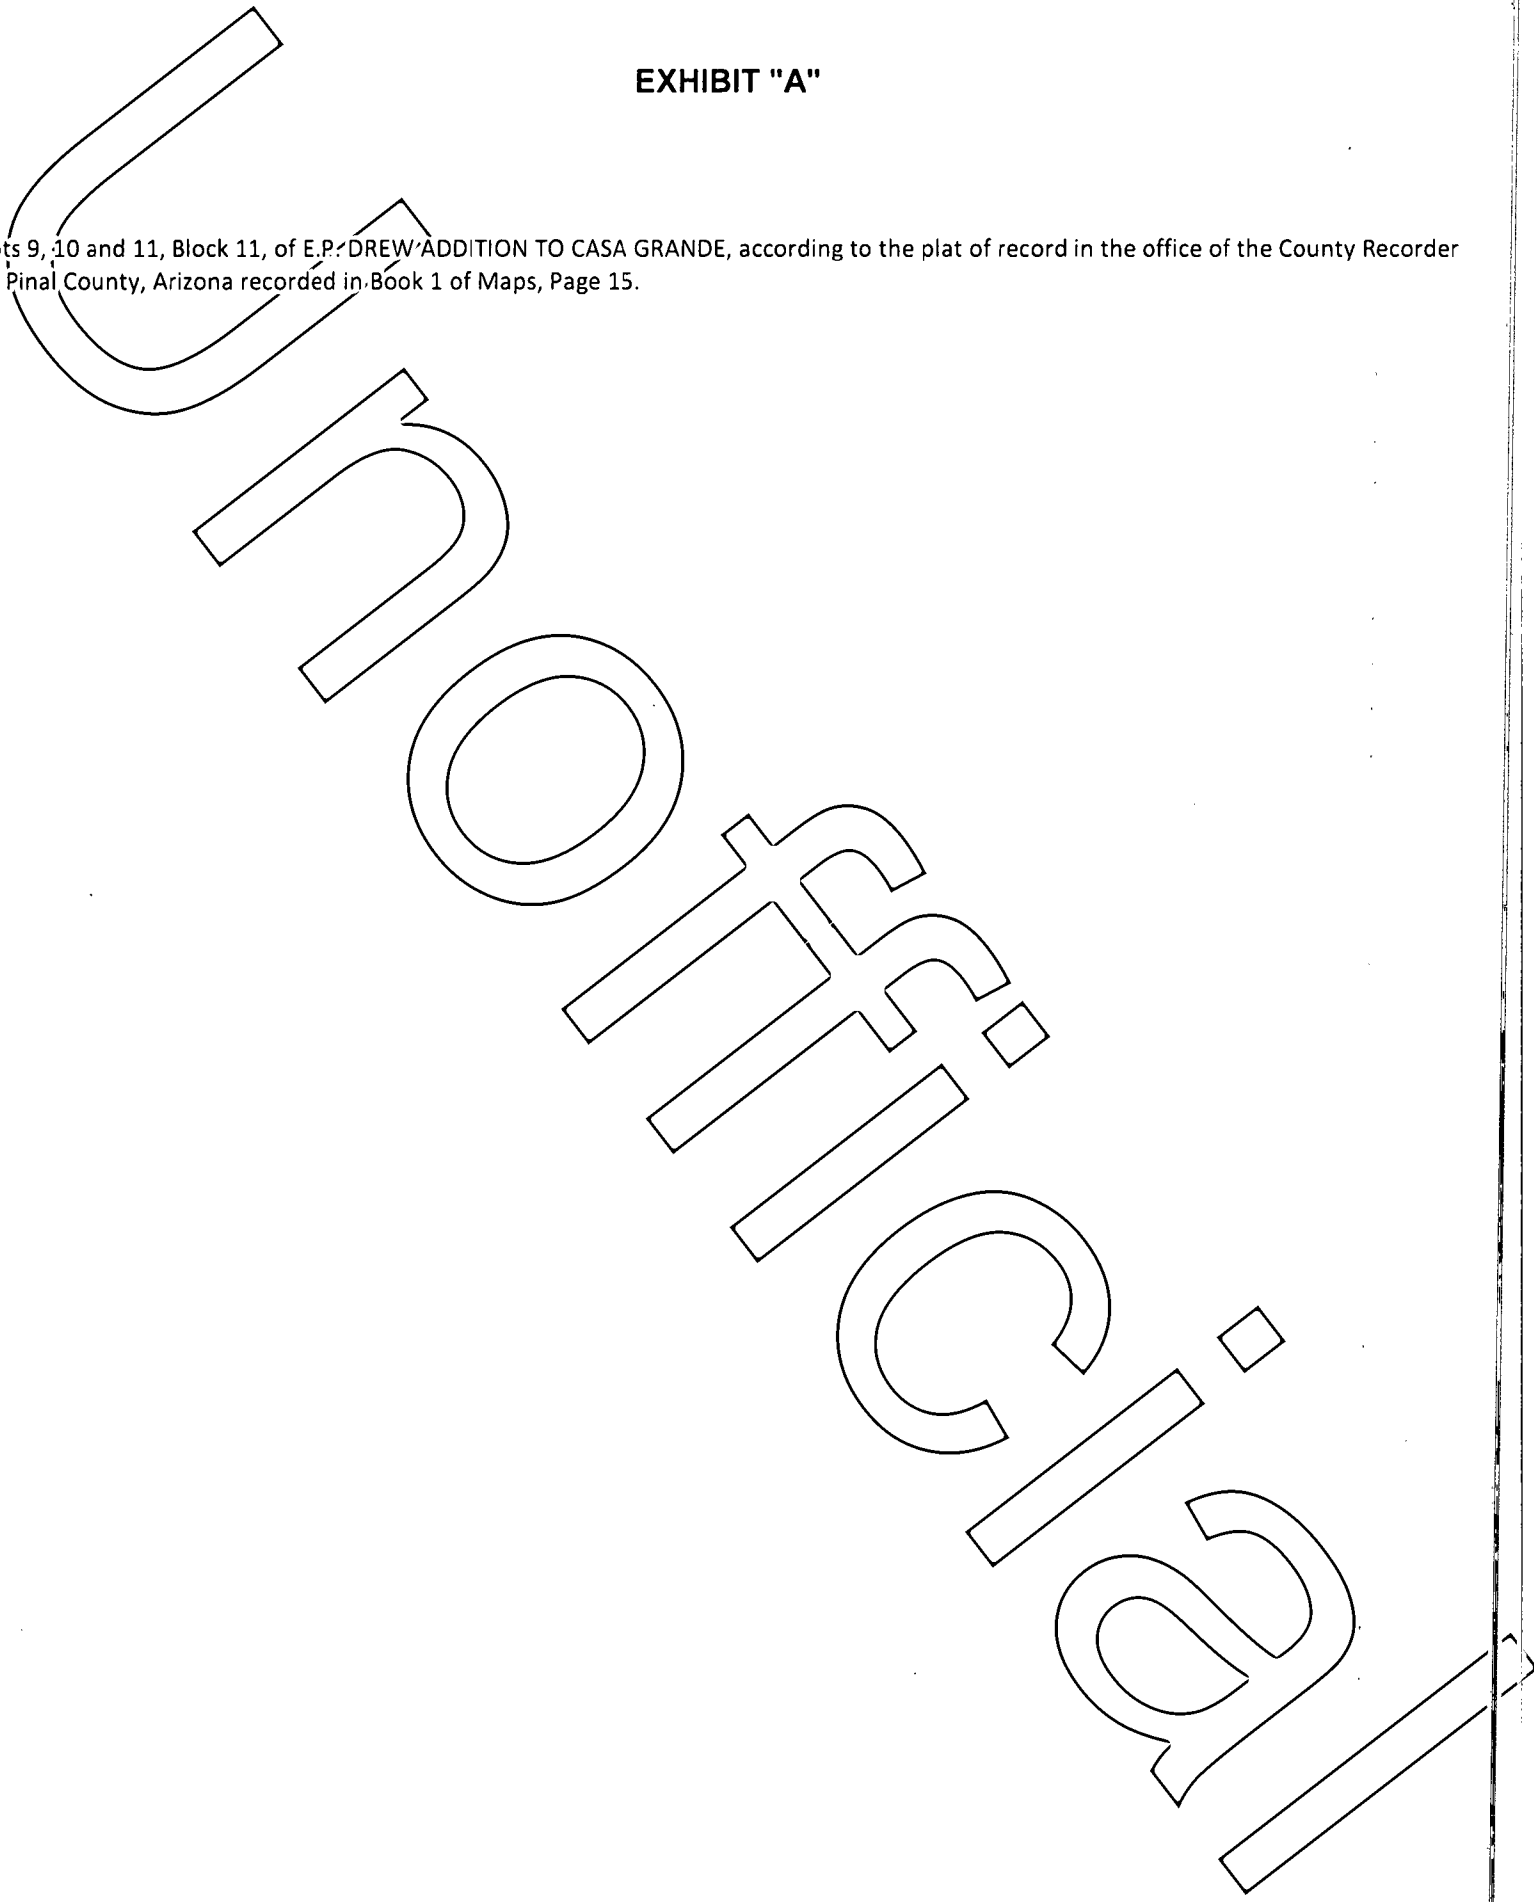 EXHIBIT "A"
ts 9, 10 and 11, Block 11, of E.P. DREW ADDITION TO CASA GRANDE, according to the plat of record in the office of the County Recorder
Pinal County, Arizona recorded in Book 1 of Maps, Page 15.
Unofficial